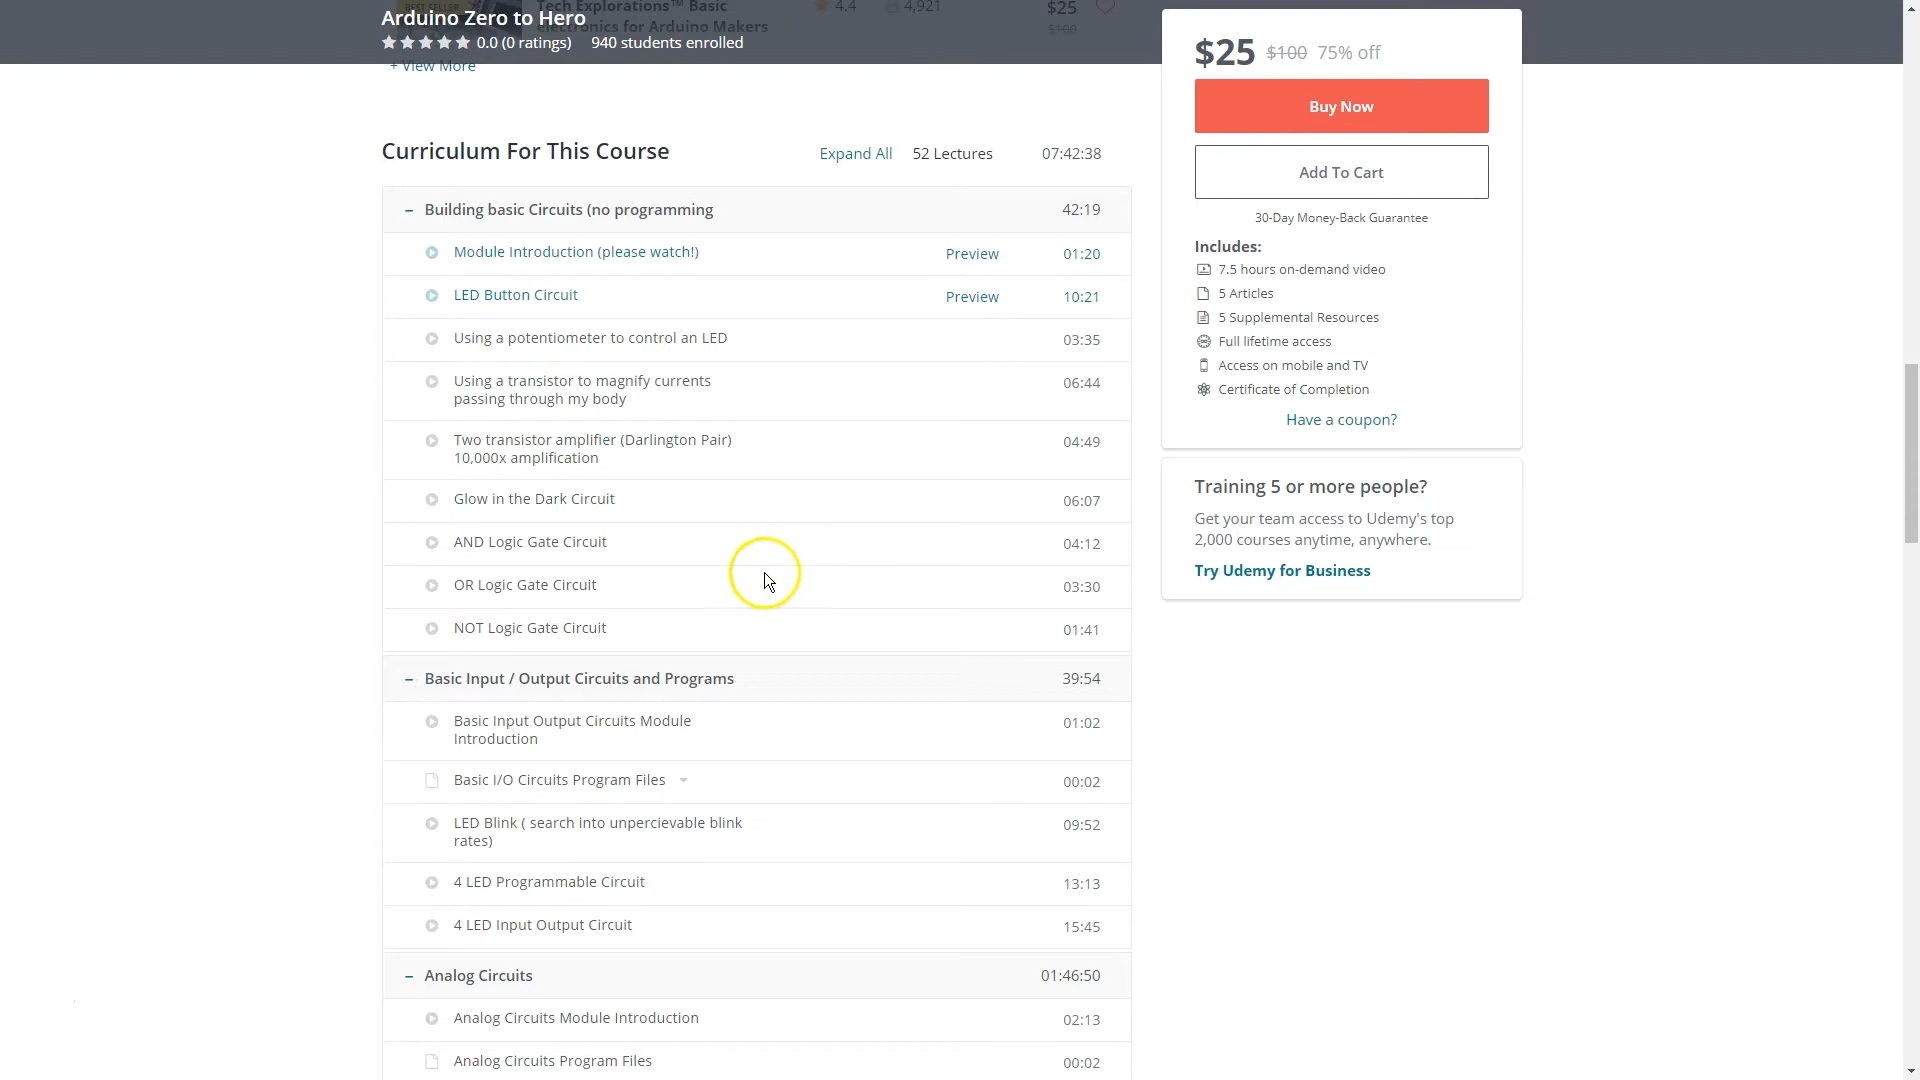 Arduino Zero to Hero
BEST SELLER
Tech Explorations™ Basic
electronics for Arduino Makers
4.4
4,921
$25
$100
0.0 (0 ratings) 940 students enrolled
+ View More
Curriculum For This Course
Expand All
52 Lectures
07:42:38
– Building basic Circuits (no programming 42:19
Module Introduction (please watch!) Preview 01:20
LED Button Circuit Preview 10:21
Using a potentiometer to control an LED 03:35
Using a transistor to magnify currents 06:44
passing through my body
Two transistor amplifier (Darlington Pair) 04:49
10,000x amplification
Glow in the Dark Circuit 06:07
AND Logic Gate Circuit 04:12
OR Logic Gate Circuit 03:30
NOT Logic Gate Circuit 01:41
– Basic Input / Output Circuits and Programs 39:54
Basic Input Output Circuits Module 01:02
Introduction
Basic I/O Circuits Program Files 00:02
LED Blink ( search into unpercievable blink 09:52
rates)
4 LED Programmable Circuit 13:13
4 LED Input Output Circuit 15:45
– Analog Circuits 01:46:50
Analog Circuits Module Introduction 02:13
Analog Circuits Program Files 00:02
$25 $100 75% off
Buy Now
Add To Cart
30-Day Money-Back Guarantee
Includes:
7.5 hours on-demand video
5 Articles
5 Supplemental Resources
Full lifetime access
Access on mobile and TV
Certificate of Completion
Have a coupon?
Training 5 or more people?
Get your team access to Udemy's top
2,000 courses anytime, anywhere.
Try Udemy for Business